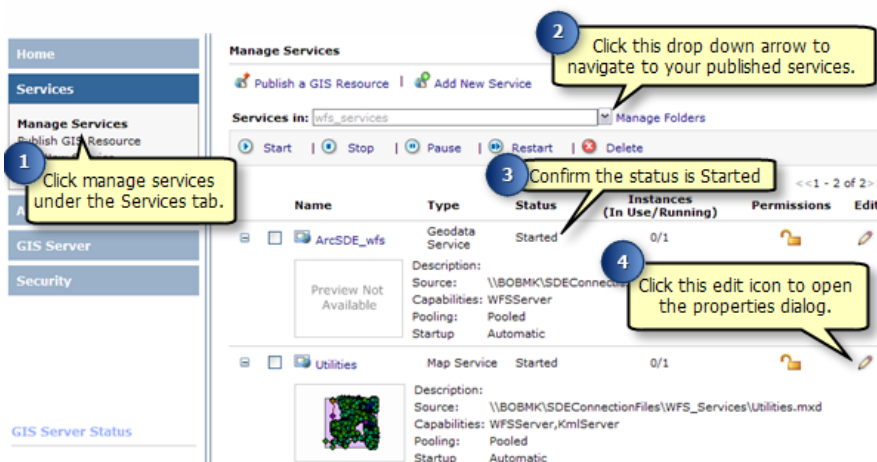 2
Click this drop down arrow to
navigate to your published services.
Home
Manage Services
Services
Publish a GIS Resource | Add New Service
Manage Services
Services in: wfs_services Manage Folders
Publish GIS Resource
Start | Stop | Pause | Restart | Delete
1
Click manage services
under the Services tab.
3
Confirm the status is Started
<<1 - 2 of 2>
Name Type Status Instances (In Use/Running) Permissions Edit
A
GIS Server
Security
ArcSDE_wfs Geodata Service Started 0/1
Preview Not
Available
Description:
Source: \\BOBMK\SDEConnec
Capabilities: WFSServer
Pooling: Pooled
Startup Automatic
4
Click this edit icon to open
the properties dialog.
Utilities Map Service Started 0/1
Description:
Source: \\BOBMK\SDEConnectionFiles\WFS_Services\Utilities.mxd
Capabilities: WFSServer,KmlServer
Pooling: Pooled
Startup Automatic
GIS Server Status